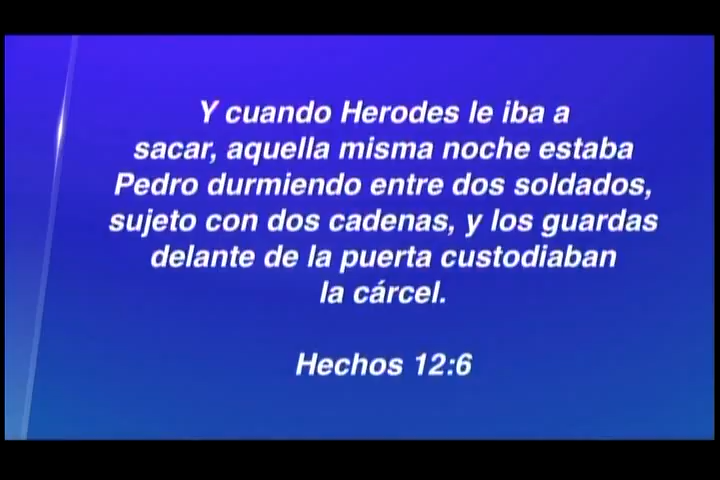 Y cuando Herodes le iba a
sacar, aquella misma noche estaba
Pedro durmiendo entre dos soldados,
sujeto con dos cadenas, y los guardas
delante de la puerta custodiaban
la cárcel.
Hechos 12:6